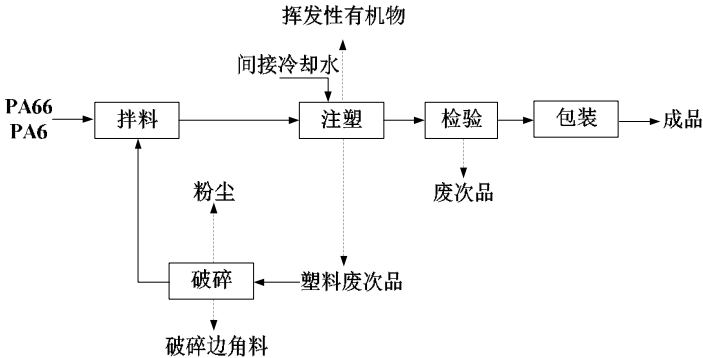 挥发性有机物
间接冷却水
PA66
PA6
拌料
注塑
检验
包装
成品
粉尘
废次品
破碎
塑料废次品
破碎边角料